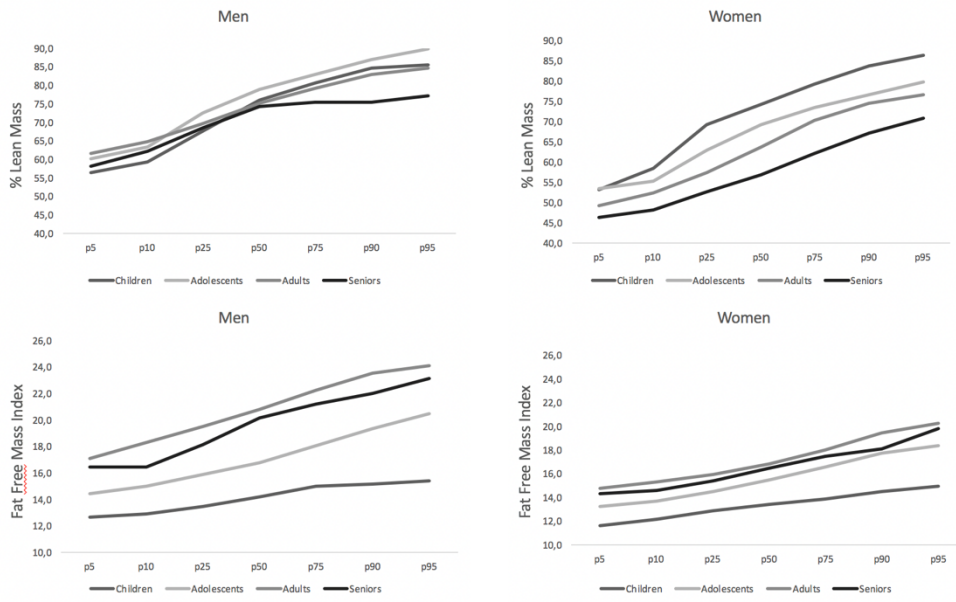 Men
% Lean Mass
90,0
85,0
80,0
75,0
70,0
65,0
60,0
55,0
50,0
45,0
40,0
p5 p10 p25 p50 p75 p90 p95
Children Adolescents Adults Seniors
Women
% Lean Mass
90,0
85,0
80,0
75,0
70,0
65,0
60,0
55,0
50,0
45,0
40,0
p5 p10 p25 p50 p75 p90 p95
Children Adolescents Adults Seniors
Men
Fat Free Mass Index
26,0
24,0
22,0
20,0
18,0
16,0
14,0
12,0
10,0
p5 p10 p25 p50 p75 p90 p95
Children Adolescents Adults Seniors
Women
Fat Free Mass Index
26,0
24,0
22,0
20,0
18,0
16,0
14,0
12,0
10,0
p5 p10 p25 p50 p75 p90 p95
Children Adolescents Adults Seniors